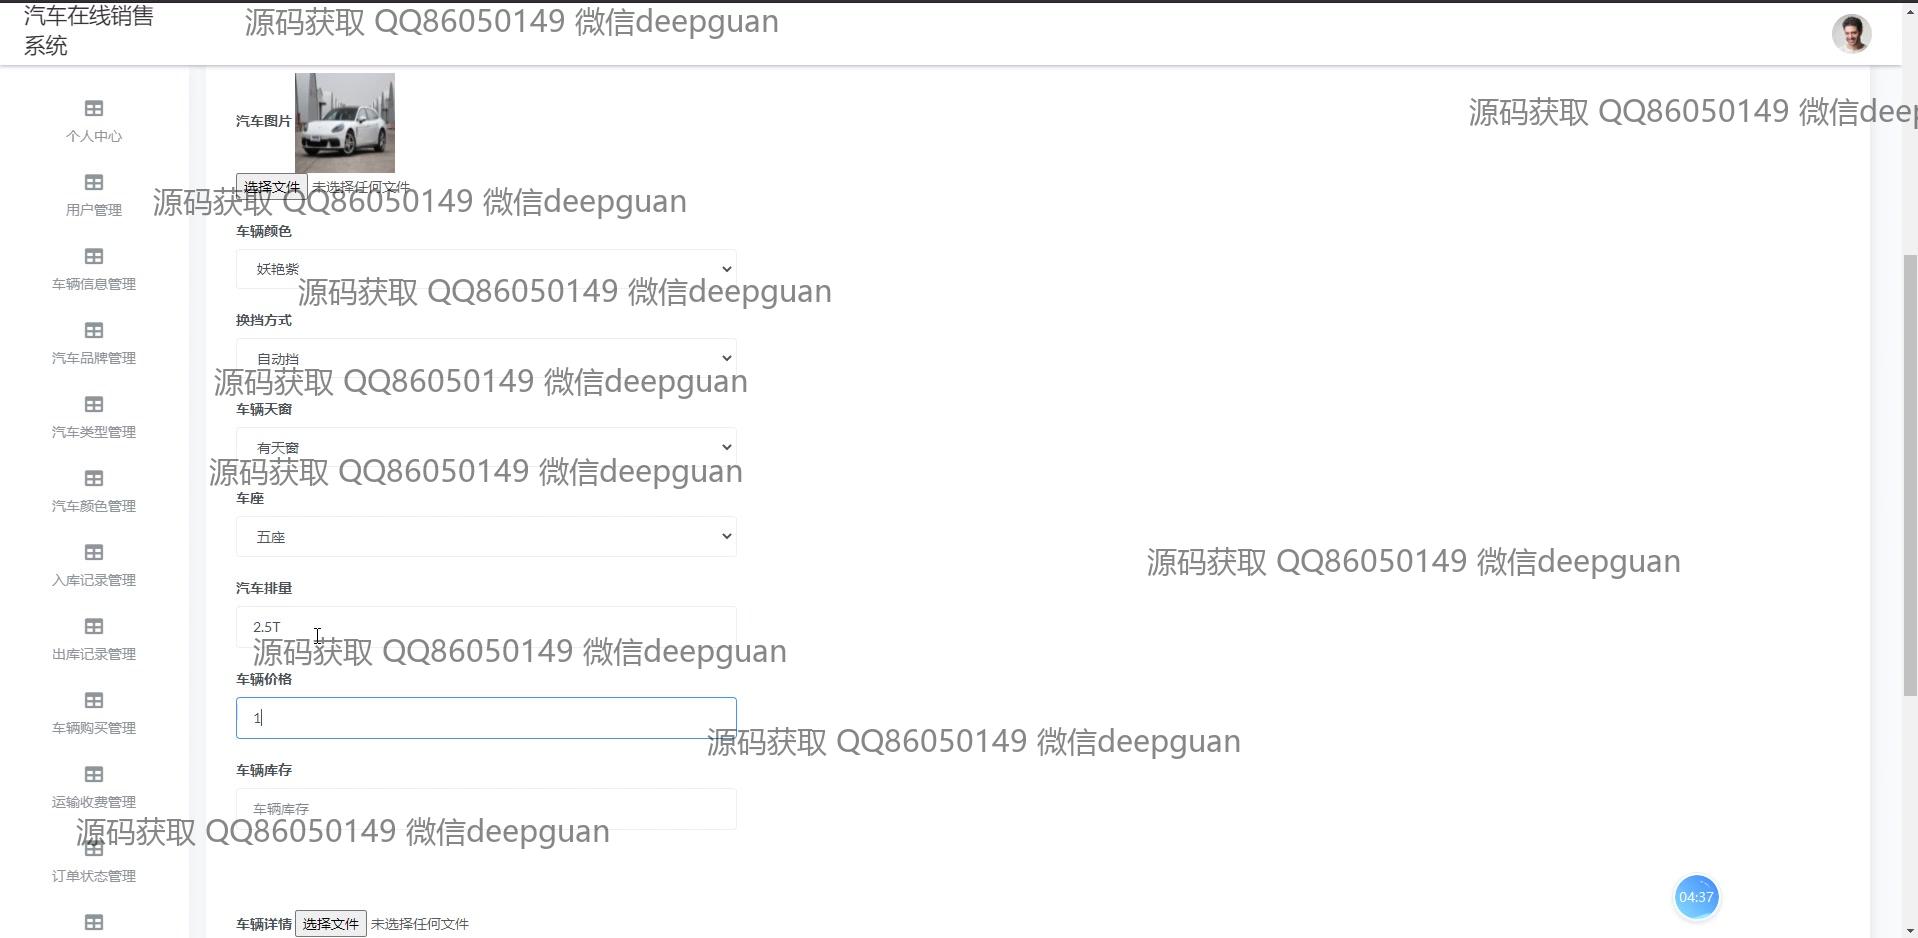 汽车在线销售
系统
源码获取 QQ86050149 微信deepguan
源码获取 QQ86050149 微信deep
个人中心
用户管理
车辆信息管理
汽车品牌管理
汽车类型管理
汽车颜色管理
入库记录管理
出库记录管理
车辆购买管理
运输收费管理
订单状态管理
汽车图片
选择文件 未选择任何文件
源码获取 QQ86050149 微信deepguan
车辆颜色
妖艳紫
源码获取 QQ86050149 微信deepguan
换挡方式
自动挡
源码获取 QQ86050149 微信deepguan
车辆天窗
有天窗
源码获取 QQ86050149 微信deepguan
车座
五座
源码获取 QQ86050149 微信deepguan
汽车排量
2.5T
源码获取 QQ86050149 微信deepguan
车辆价格
1
源码获取 QQ86050149 微信deepguan
车辆库存
车辆库存
源码获取 QQ86050149 微信deepguan
04:37
车辆详情 选择文件 未选择任何文件